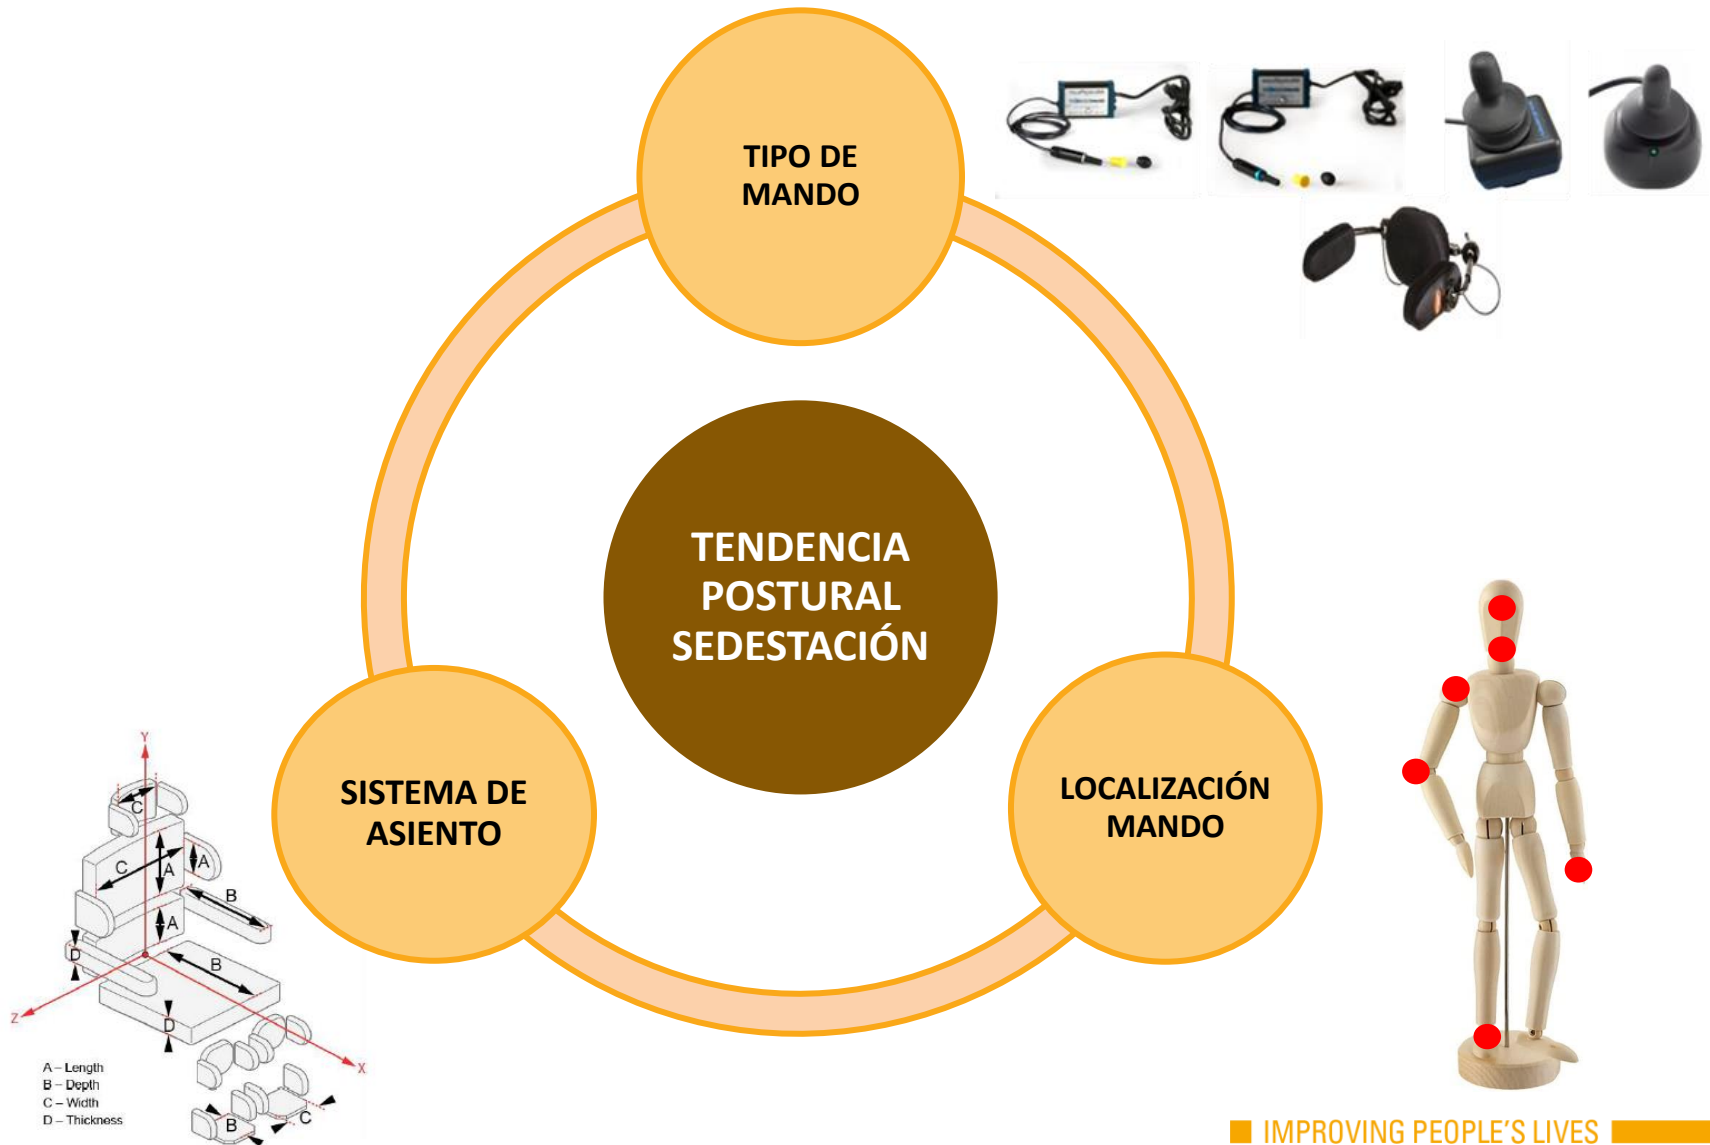 TIPO DE
MANDO
TENDENCIA
POSTURAL
SEDESTACIÓN
SISTEMA DE
ASIENTO
LOCALIZACIÓN
MANDO
Y
C
C
A
A
B
A
D
B
D
Z
X
B
C
A – Length
B – Depth
C – Width
D – Thickness
IMPROVING PEOPLE'S LIVES